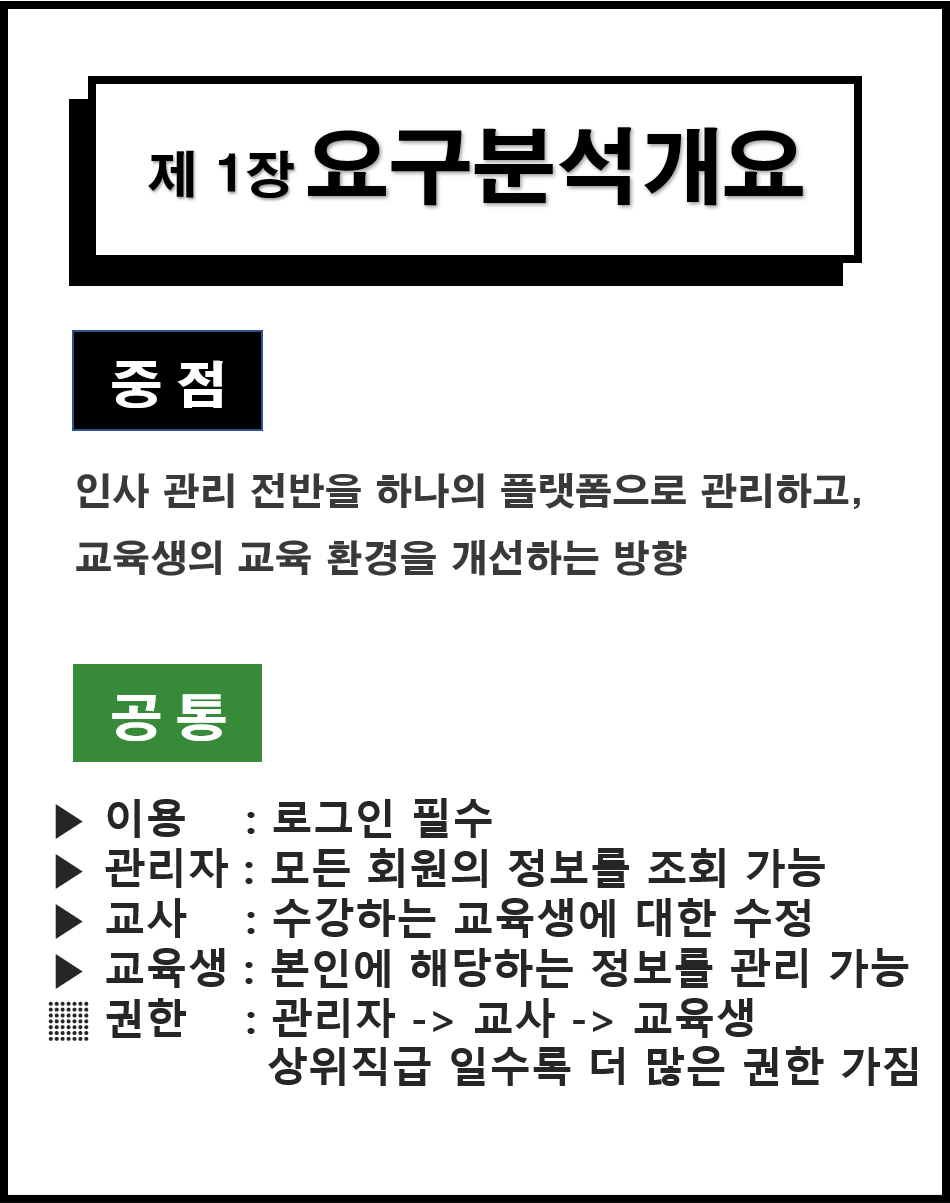 제 1장 요구분석개요
중 점
인사 관리 전반을 하나의 플랫폼으로 관리하고,
교육생의 교육 환경을 개선하는 방향
공 통
▶ 이용 : 로그인 필수
▶ 관리자 : 모든 회원의 정보를 조회 가능
▶ 교사 : 수강하는 교육생에 대한 수정
▶ 교육생 : 본인에 해당하는 정보를 관리 가능
▩ 권한 : 관리자 -> 교사 -> 교육생
상위직급 일수록 더 많은 권한 가짐